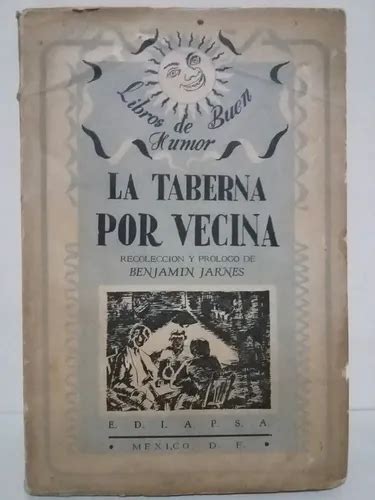 Libros de Buen
Humor
LA TABERNA
POR VECINA
RECOLECCION Y PROLOGO DE
BENJAMIN JARNES
E. D. I. A. P. S. A.
• MEXICO D. F. •